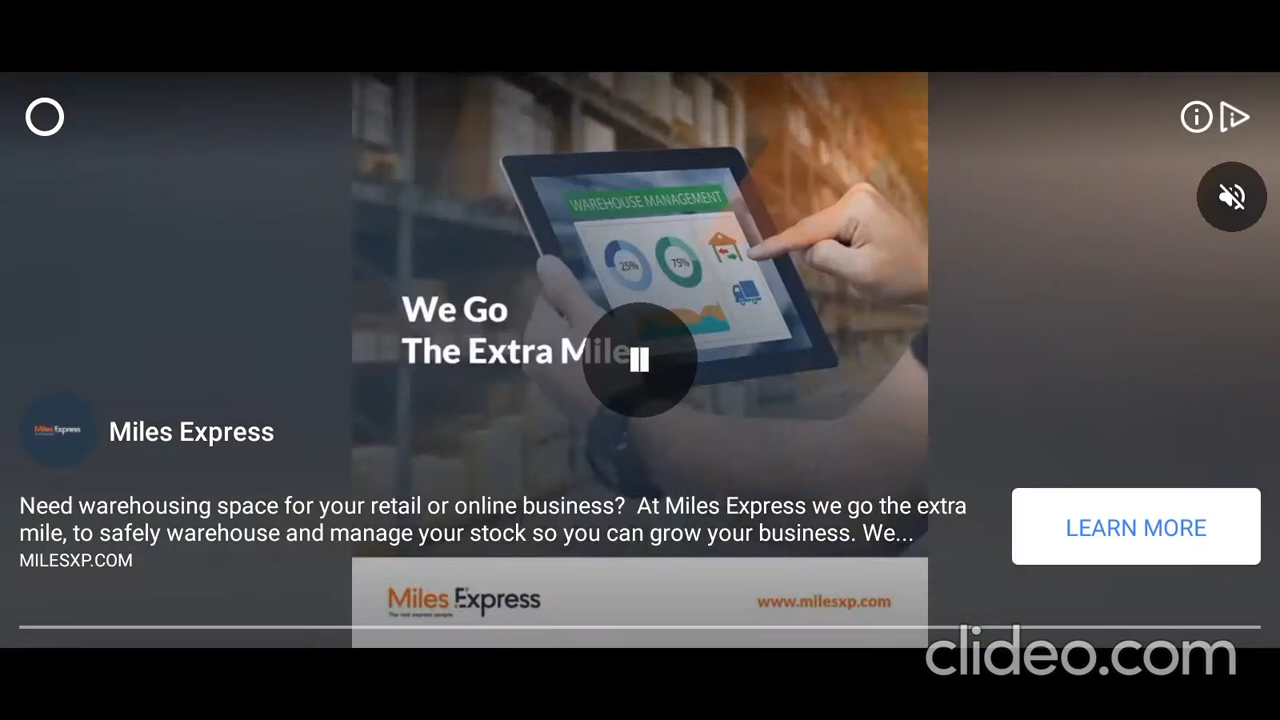 WAREHOUSE MANAGEMENT
25%
75%
We Go
The Extra Mile
Miles Express
Miles Express
Need warehousing space for your retail or online business?  At Miles Express we go the extra
mile, to safely warehouse and manage your stock so you can grow your business. We...
MILESXP.COM
LEARN MORE
Miles Express
The real express people
www.milesxp.com
clideo.com